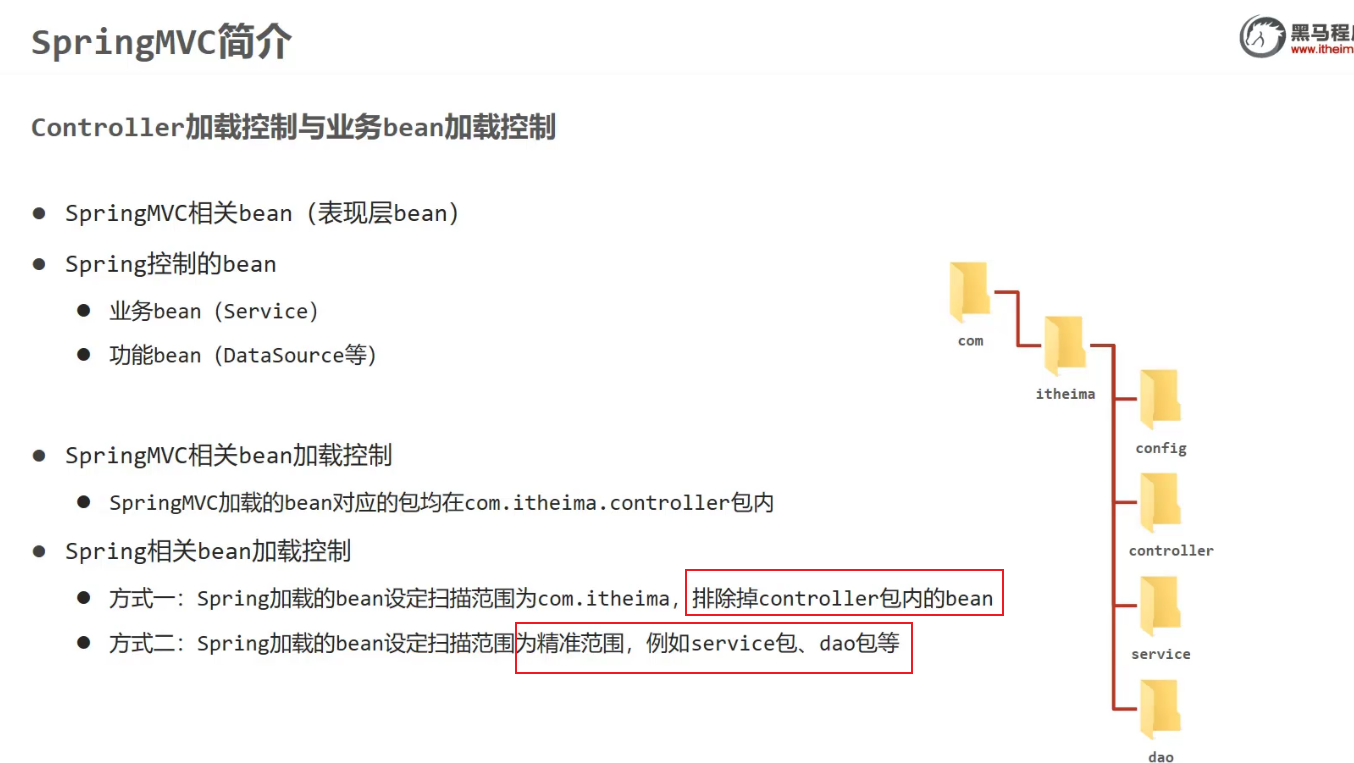 SpringMVC简介
黑马程
www.itheim
Controller加载控制与业务bean加载控制
SpringMVC相关bean（表现层bean）
Spring控制的bean
业务bean（Service）
功能bean（DataSource等）
SpringMVC相关bean加载控制
SpringMVC加载的bean对应的包均在com.itheima.controller包内
Spring相关bean加载控制
方式一：Spring加载的bean设定扫描范围为com.itheima，排除掉controller包内的bean
方式二：Spring加载的bean设定扫描范围为精准范围，例如service包、dao包等
com
itheima
config
controller
service
dao